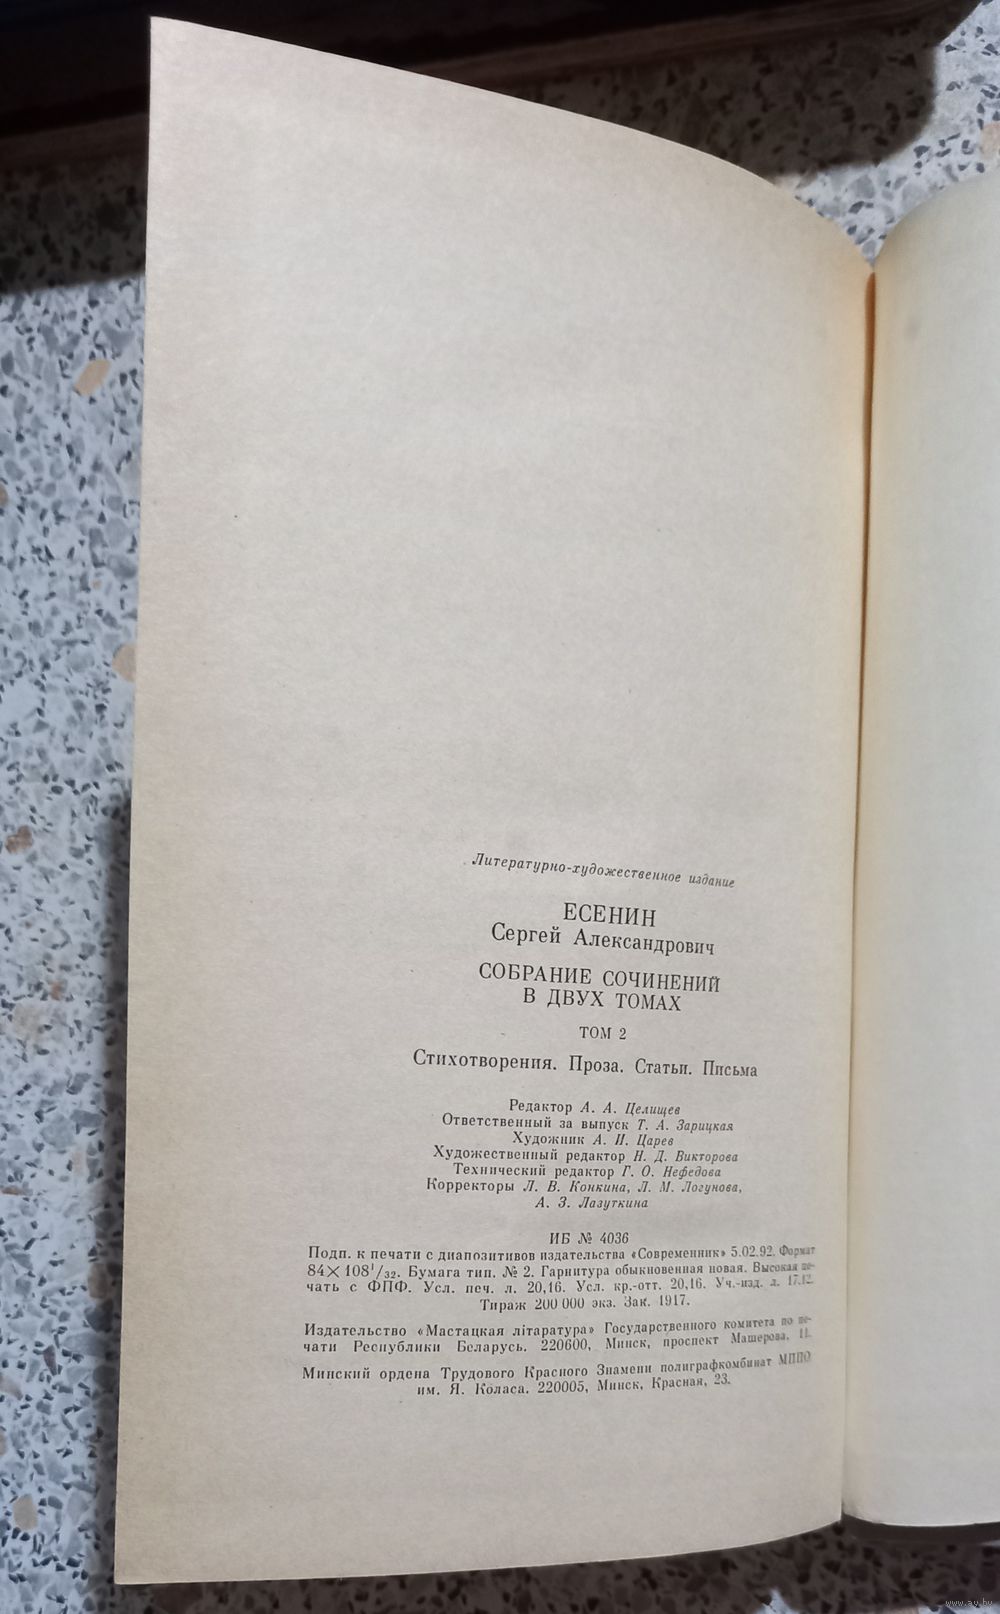 Литературно-художественное издание
ЕСЕНИН
Сергей Александрович
СОБРАНИЕ СОЧИНЕНИЙ
В ДВУХ ТОМАХ
ТОМ 2
Стихотворения. Проза. Статьи. Письма
Редактор А. А. Целищев
Ответственный за выпуск Т. А. Зарицкая
Художник А. И. Царев
Художественный редактор Н. Д. Викторова
Технический редактор Г. О. Нефедова
Корректоры Л. В. Конкина, Л. М. Логунова,
А. З. Лазуткина
ИБ № 4036
Подп. к печати с диапозитивов издательства «Современник» 5.02.92. Формат
84×108¹/₃₂. Бумага тип. № 2. Гарнитура обыкновенная новая. Высокая пе-
чать с ФПФ. Усл. печ. л. 20,16. Усл. кр.-отт. 20,16. Уч.-изд. л. 17,12.
Тираж 200 000 экз. Зак. 1917.
Издательство «Мастацкая літаратура» Государственного комитета по пе-
чати Республики Беларусь. 220600, Минск, проспект Машерова, 11.
Минский ордена Трудового Красного Знамени полиграфкомбинат МППО
им. Я. Коласа. 220005, Минск, Красная, 23.
www.ay.by